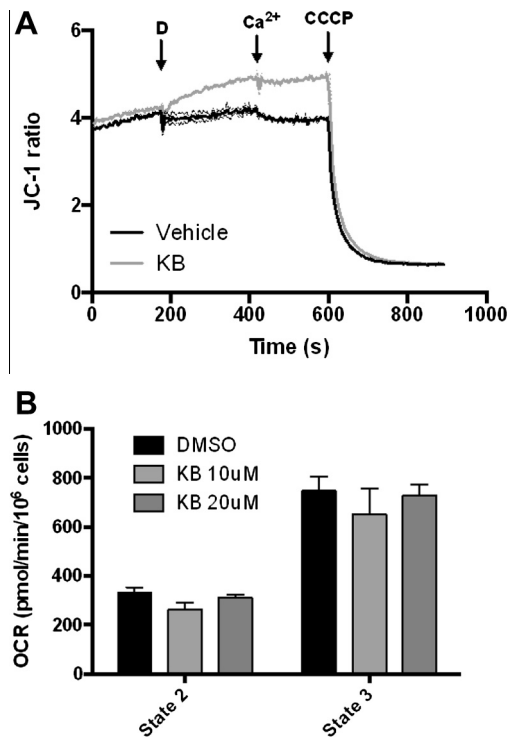 A
D
Ca²⁺
CCCP
6
4
2
0
JC-1 ratio
Vehicle
KB
0
200
400
600
800
1000
Time (s)
B
1000
800
600
400
200
0
OCR (pmol/min/10⁶ cells)
DMSO
KB 10uM
KB 20uM
State 2
State 3